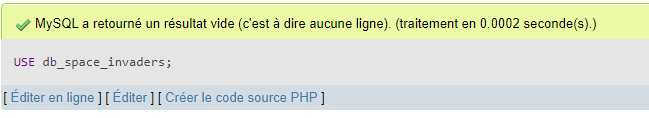 MySQL a retourné un résultat vide (c'est à dire aucune ligne). (traitement en 0.0002 seconde(s).)
USE db_space_invaders;
[ Éditer en ligne ] [ Éditer ] [ Créer le code source PHP ]